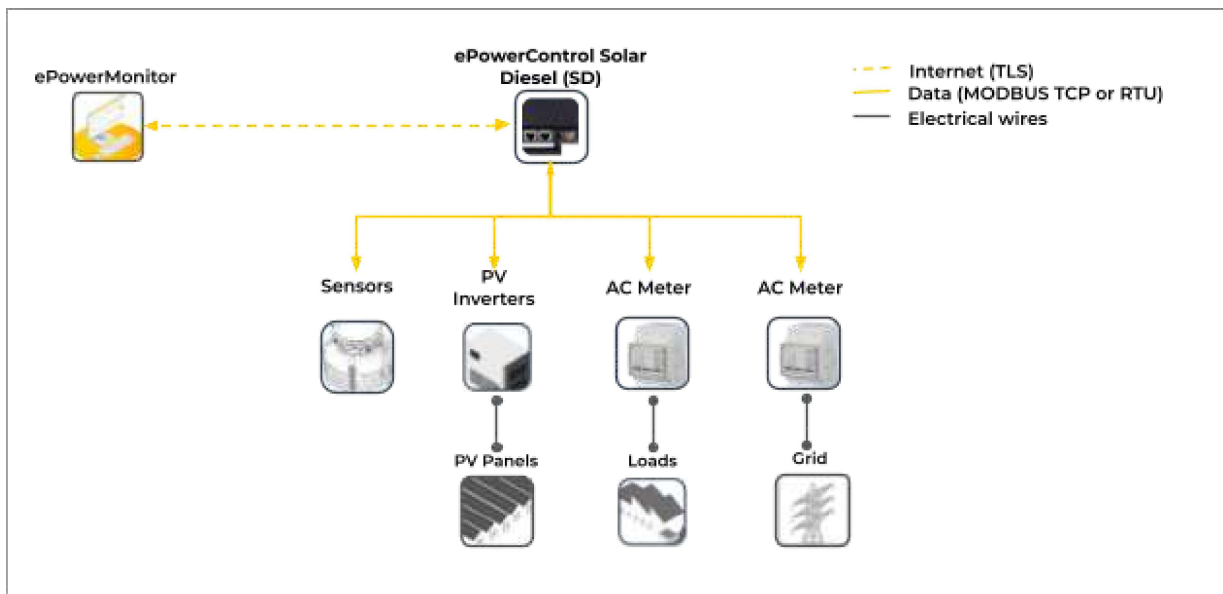 ePowerControl Solar
Diesel (SD)
ePowerMonitor
Internet (TLS)
Data (MODBUS TCP or RTU)
Electrical wires
Sensors
PV
Inverters
AC Meter
AC Meter
PV Panels
Loads
Grid